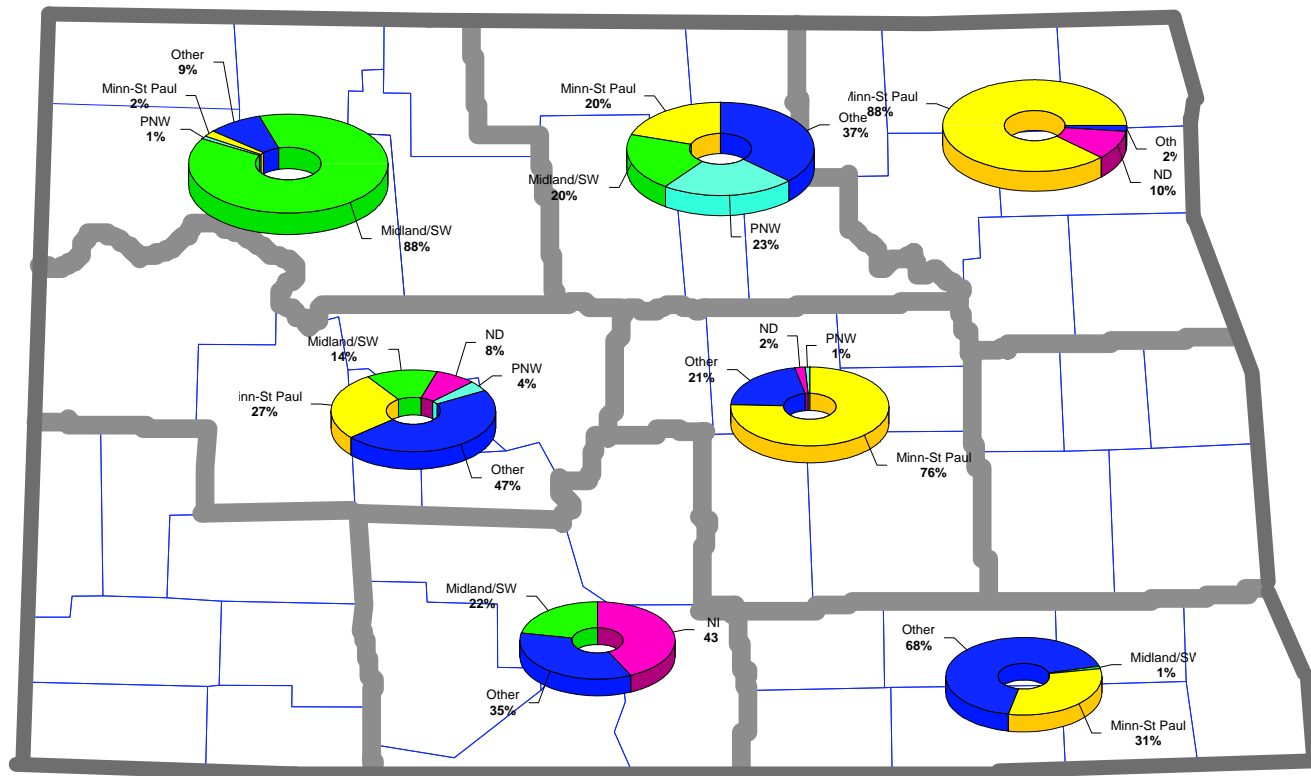 Other
9%
Minn-St Paul
2%
PNW
1%
Midland/SW
88%
Minn-St Paul
20%
Othe
37%
Midland/SW
20%
PNW
23%
/inn-St Paul
88%
Oth
2%
ND
10%
Midland/SW
14%
ND
8%
PNW
4%
inn-St Paul
27%
Other
47%
ND
2%
PNW
1%
Other
21%
Minn-St Paul
76%
Midland/SW
22%
NI
43
Other
35%
Other
68%
Midland/SV
1%
Minn-St Paul
31%